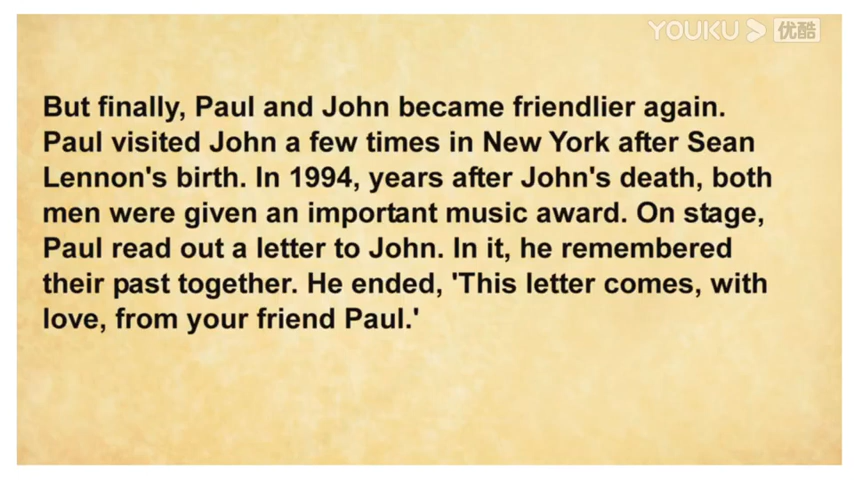 YOUKU 优酷
But finally, Paul and John became friendlier again.
Paul visited John a few times in New York after Sean
Lennon's birth. In 1994, years after John's death, both
men were given an important music award. On stage,
Paul read out a letter to John. In it, he remembered
their past together. He ended, 'This letter comes, with
love, from your friend Paul.'